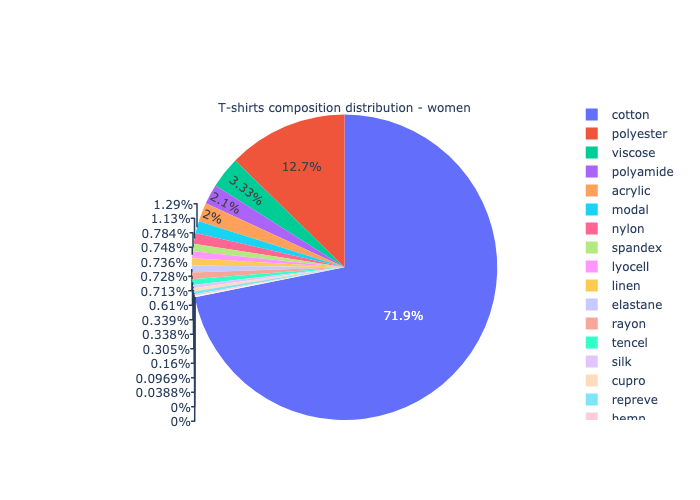 T-shirts composition distribution - women
71.9%
12.7%
3.33%
2.1%
2%
1.29%
1.13%
0.784%
0.748%
0.736%
0.728%
0.713%
0.61%
0.339%
0.338%
0.305%
0.16%
0.0969%
0.0388%
0%
0%
cotton
polyester
viscose
polyamide
acrylic
modal
nylon
spandex
lyocell
linen
elastane
rayon
tencel
silk
cupro
repreve
hemp